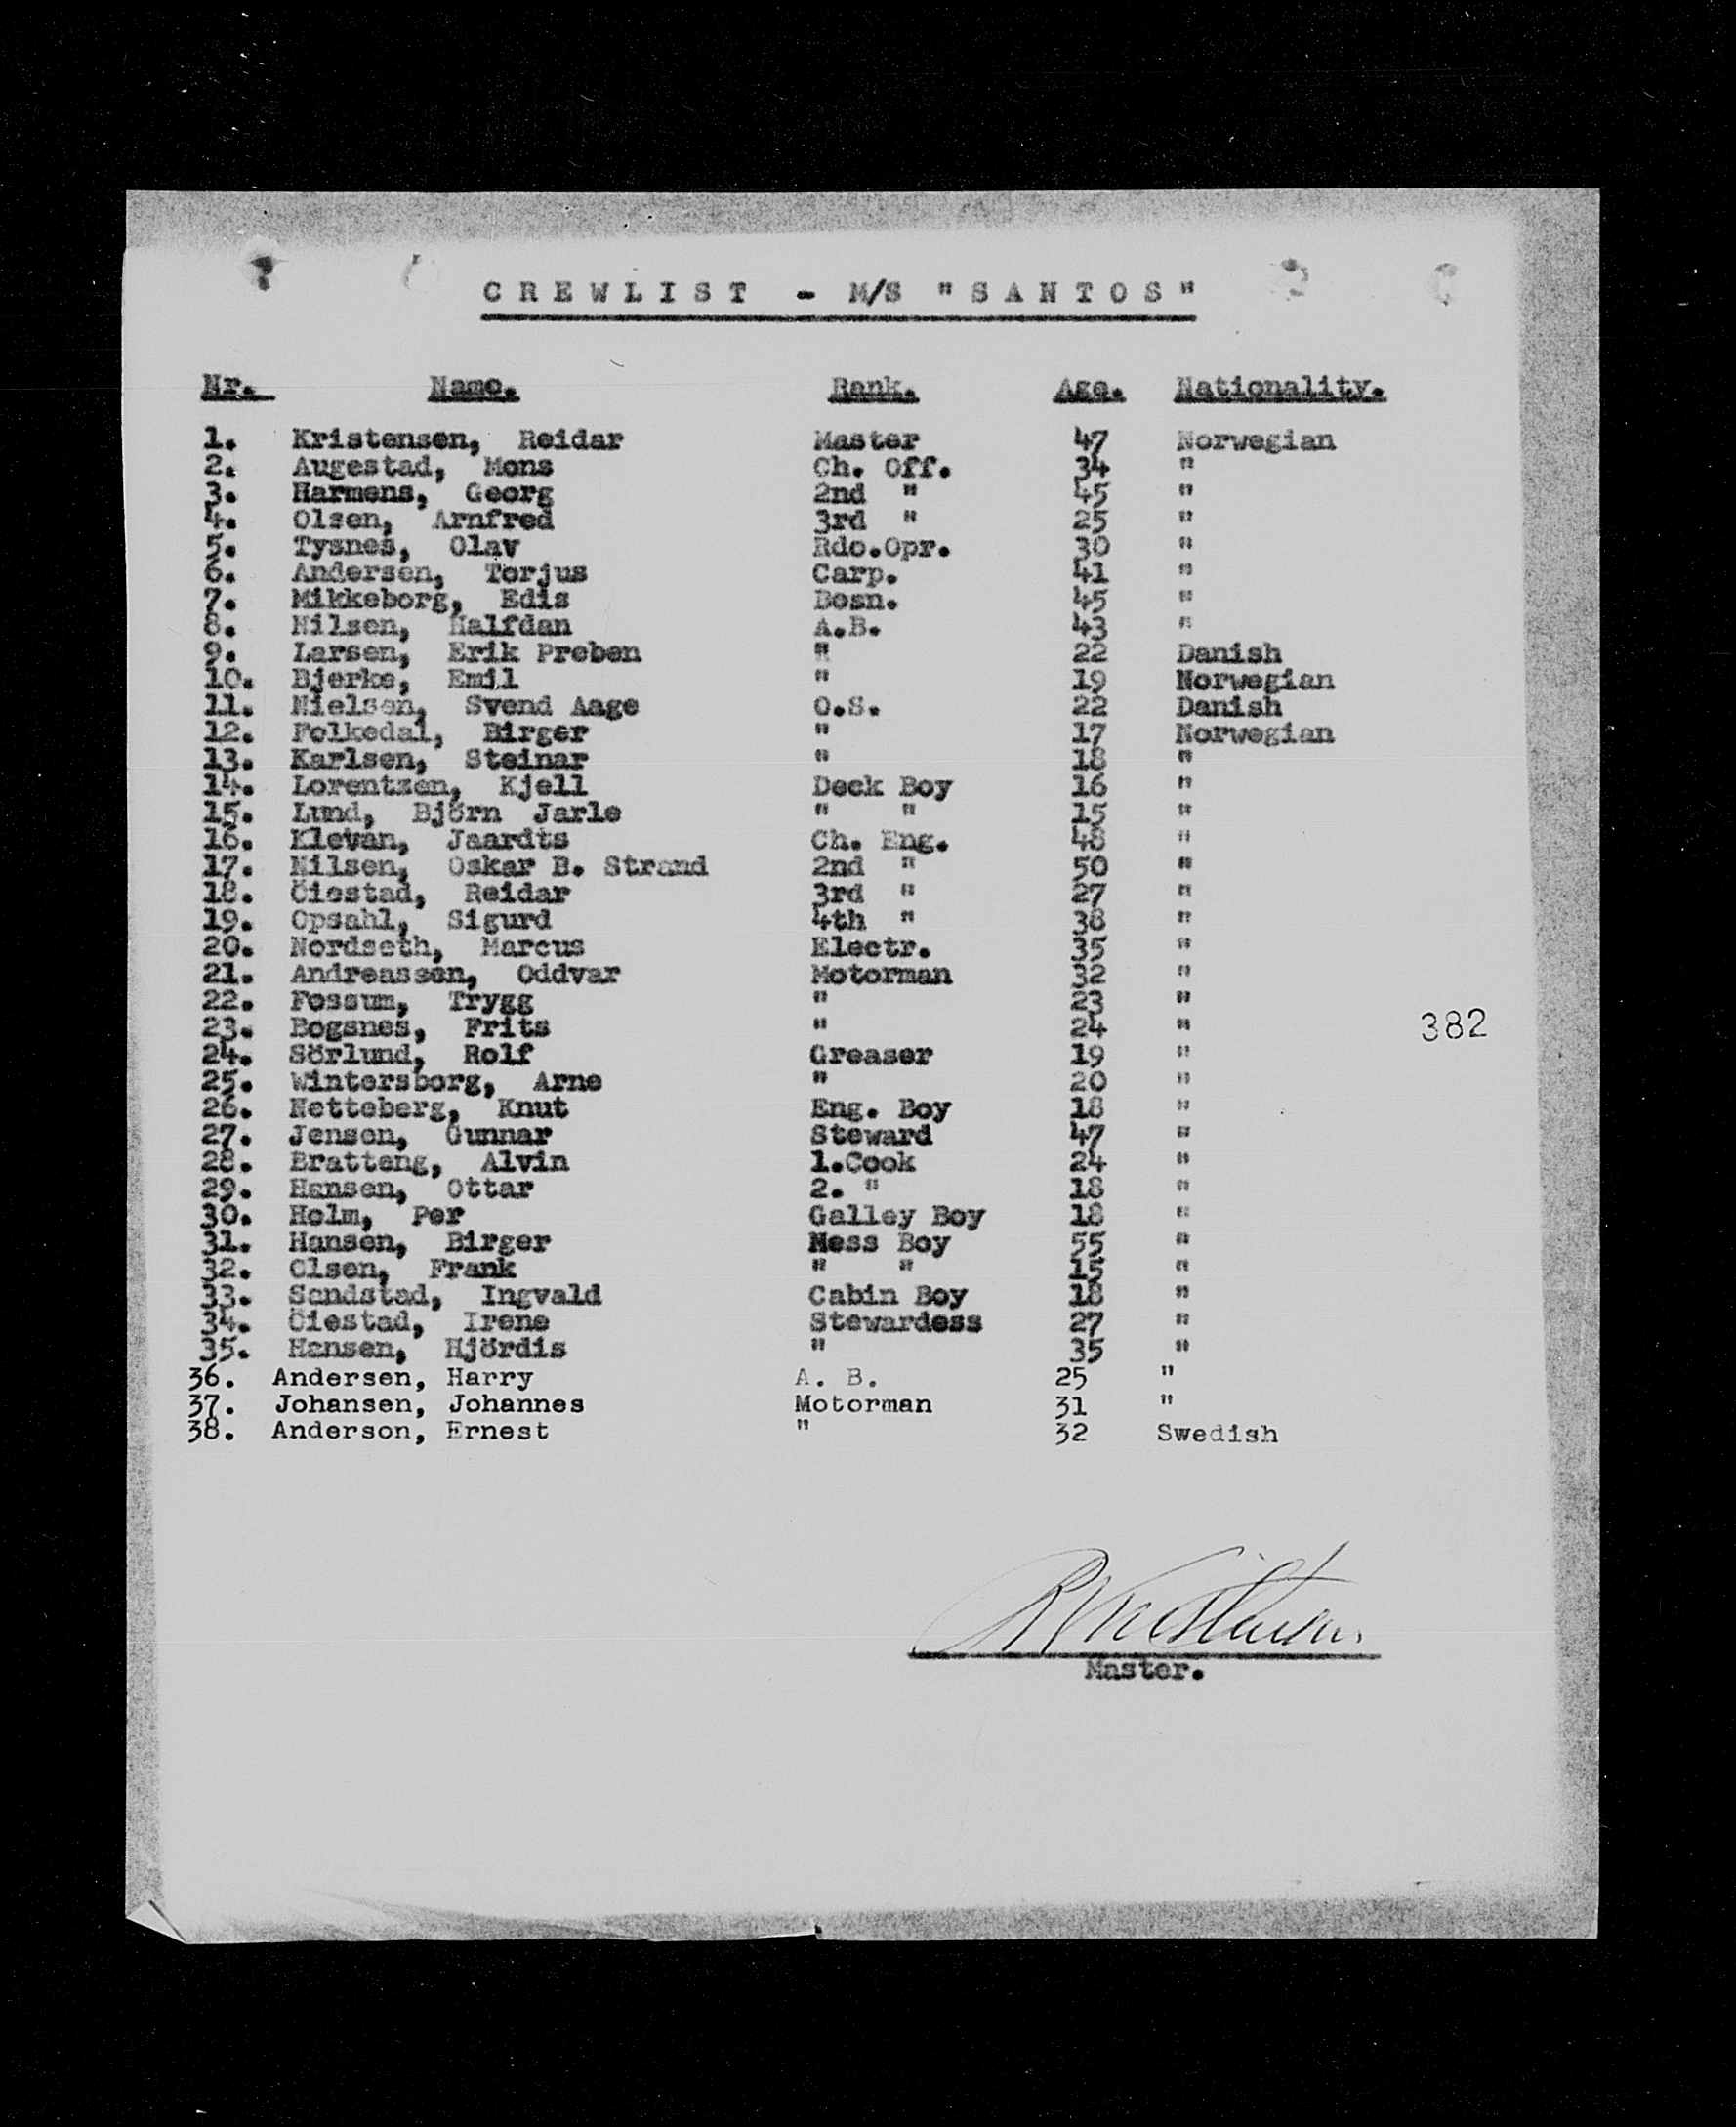 CREWLIST - M/S "SANTOS"
Nr. Name. Rank. Age. Nationality.
1. Kristensen, Reidar Master 47 Norwegian
2. Augestad, Mons Ch. Off. 34 "
3. Harmens, Georg 2nd " 45 "
4. Olsen, Arnfred 3rd " 25 "
5. Tysnes, Olav Rdo.Opr. 30 "
6. Andersen, Torjus Carp. 41 "
7. Mikkeborg, Edis Bosn. 45 "
8. Nilsen, Halfdan A.B. 43 "
9. Larsen, Erik Preben " 22 Danish
10. Bjerke, Emil " 19 Norwegian
11. Nielsen, Svend Aage O.S. 22 Danish
12. Folkedal, Birger " 17 Norwegian
13. Karlsen, Steinar " 18 "
14. Lorentzen, Kjell Deck Boy 16 "
15. Lund, Björn Jarle " " 15 "
16. Klevan, Jaardts Ch. Eng. 48 "
17. Nilsen, Oskar B. Strand 2nd " 50 "
18. Öiestad, Reidar 3rd " 27 "
19. Opsahl, Sigurd 4th " 38 "
20. Nordseth, Marcus Electr. 35 "
21. Andreassen, Oddvar Motorman 32 "
22. Fossum, Trygg " 23 "
23. Bogsnes, Frits " 24 "
382
24. Sörlund, Rolf Greaser 19 "
25. Wintersborg, Arne " 20 "
26. Netteberg, Knut Eng. Boy 18 "
27. Jensen, Gunnar Steward 47 "
28. Bratteng, Alvin 1.Cook 24 "
29. Hansen, Ottar 2. " 18 "
30. Holm, Per Galley Boy 18 "
31. Hansen, Birger Mess Boy 55 "
32. Olsen, Frank " " 15 "
33. Sandstad, Ingvald Cabin Boy 18 "
34. Öiestad, Irene Stewardess 27 "
35. Hansen, Hjördis " 35 "
36. Andersen, Harry A. B. 25 "
37. Johansen, Johannes Motorman 31 "
38. Anderson, Ernest " 32 Swedish
R Kristensen.
Master.